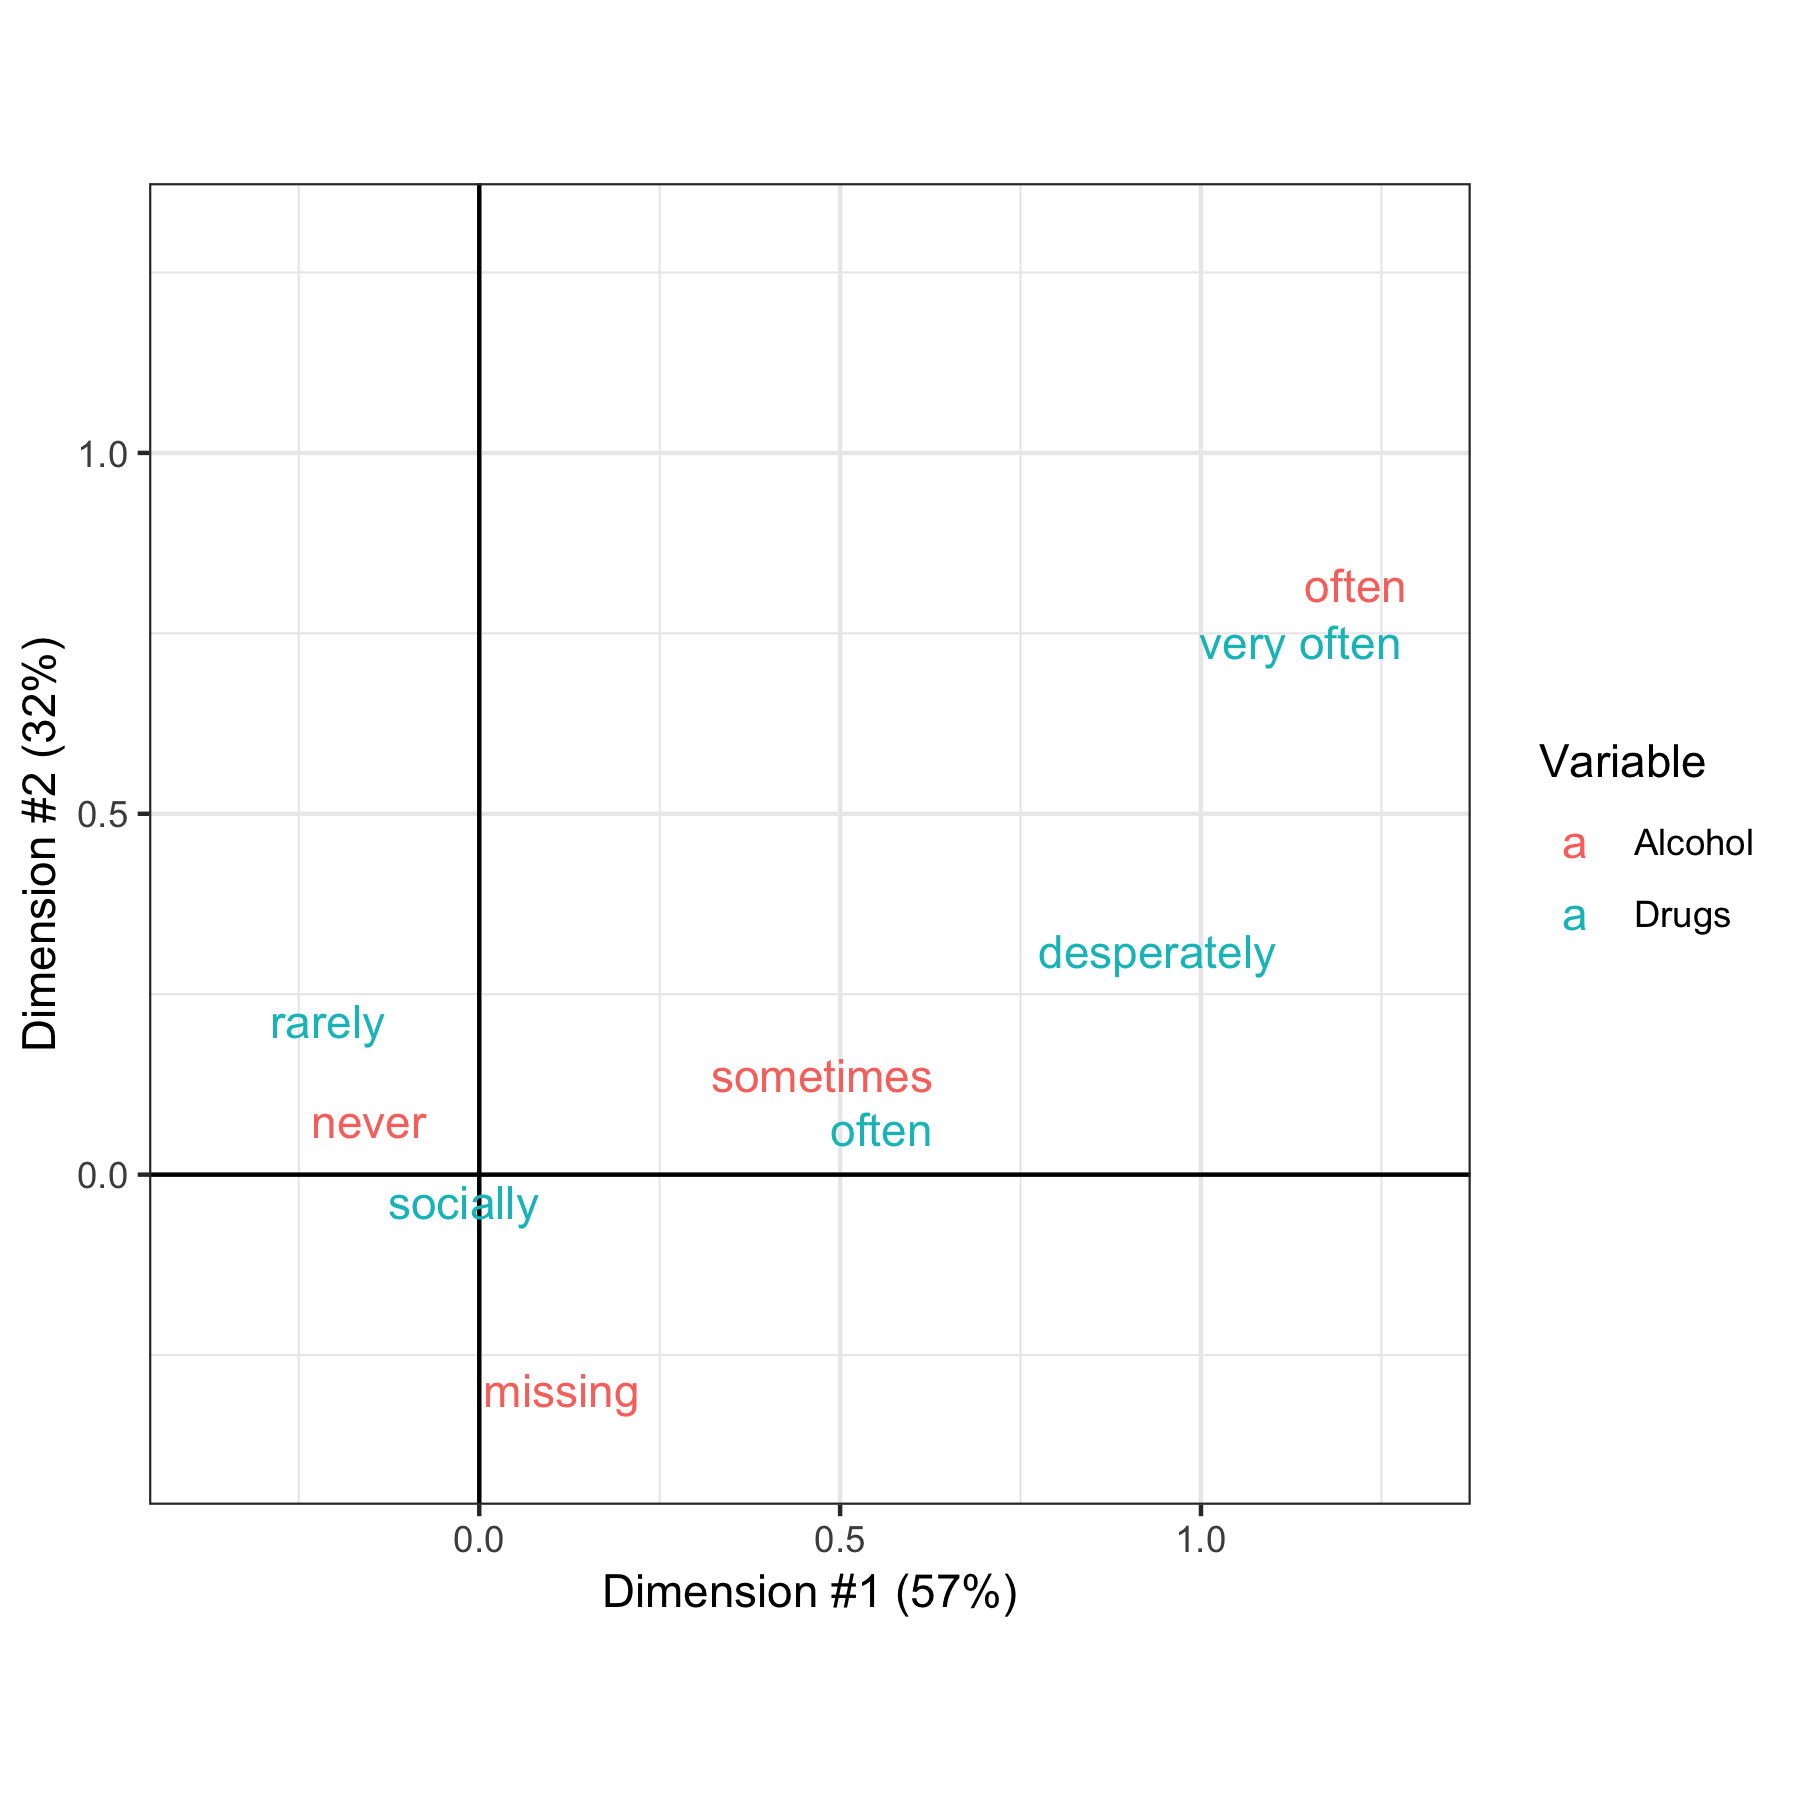 1.0
0.5
0.0
Dimension #2 (32%)
often
very often
desperately
rarely
sometimes
never
often
socially
missing
0.0 0.5 1.0
Dimension #1 (57%)
Variable
a Alcohol
a Drugs